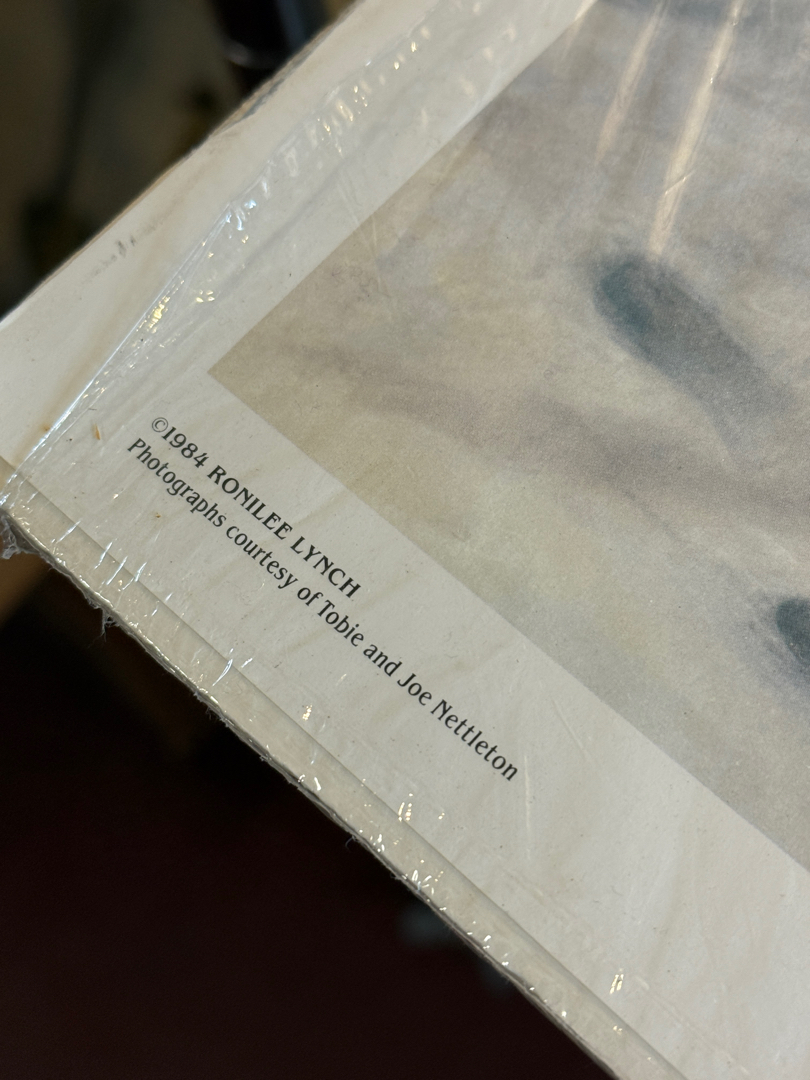 ©1984 RONILEE LYNCH
Photographs courtesy of Tobie and Joe Nettleton